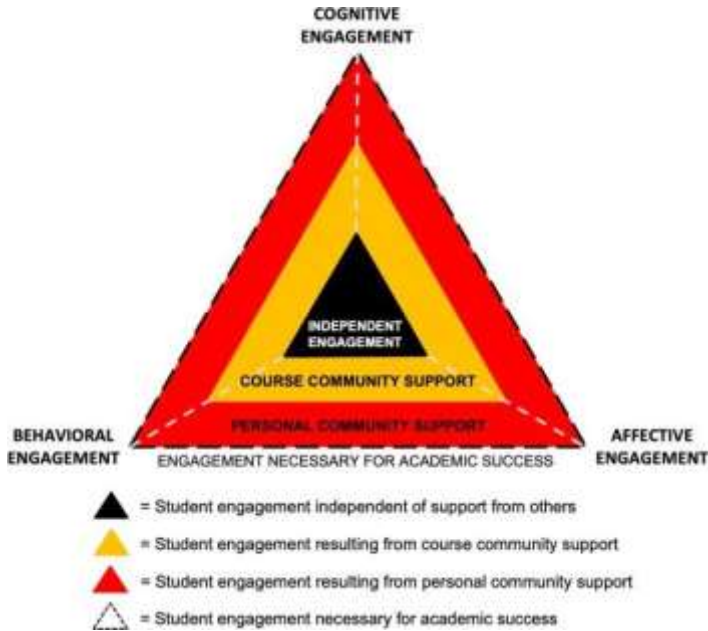 COGNITIVE
ENGAGEMENT
INDEPENDENT
ENGAGEMENT
COURSE COMMUNITY SUPPORT
PERSONAL COMMUNITY SUPPORT
BEHAVIORAL
ENGAGEMENT
AFFECTIVE
ENGAGEMENT
ENGAGEMENT NECESSARY FOR ACADEMIC SUCCESS
= Student engagement independent of support from others
= Student engagement resulting from course community support
= Student engagement resulting from personal community support
= Student engagement necessary for academic success